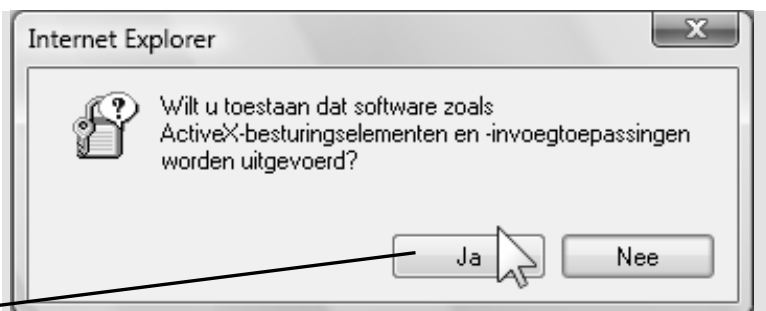 Internet Explorer
Wilt u toestaan dat software zoals
ActiveX-besturingselementen en -invoegtoepassingen
worden uitgevoerd?
Ja
Nee